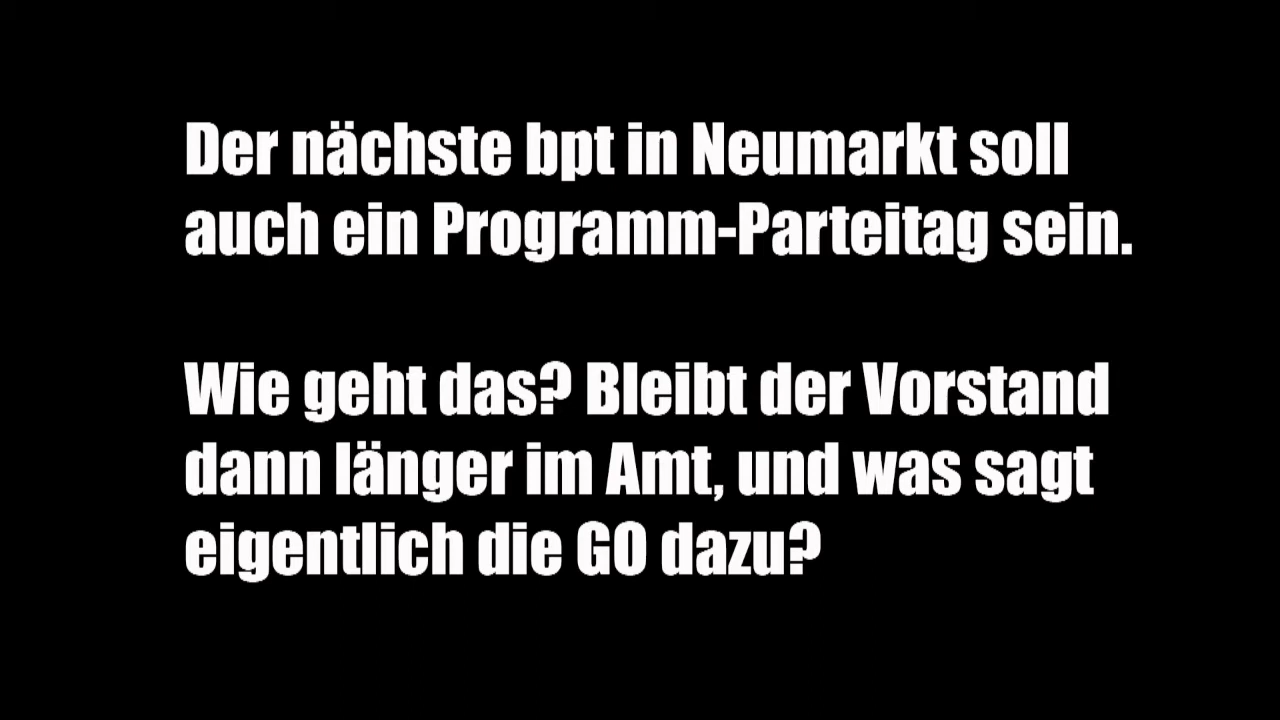 Der nächste bpt in Neumarkt soll
auch ein Programm-Parteitag sein.
Wie geht das? Bleibt der Vorstand
dann länger im Amt, und was sagt
eigentlich die GO dazu?